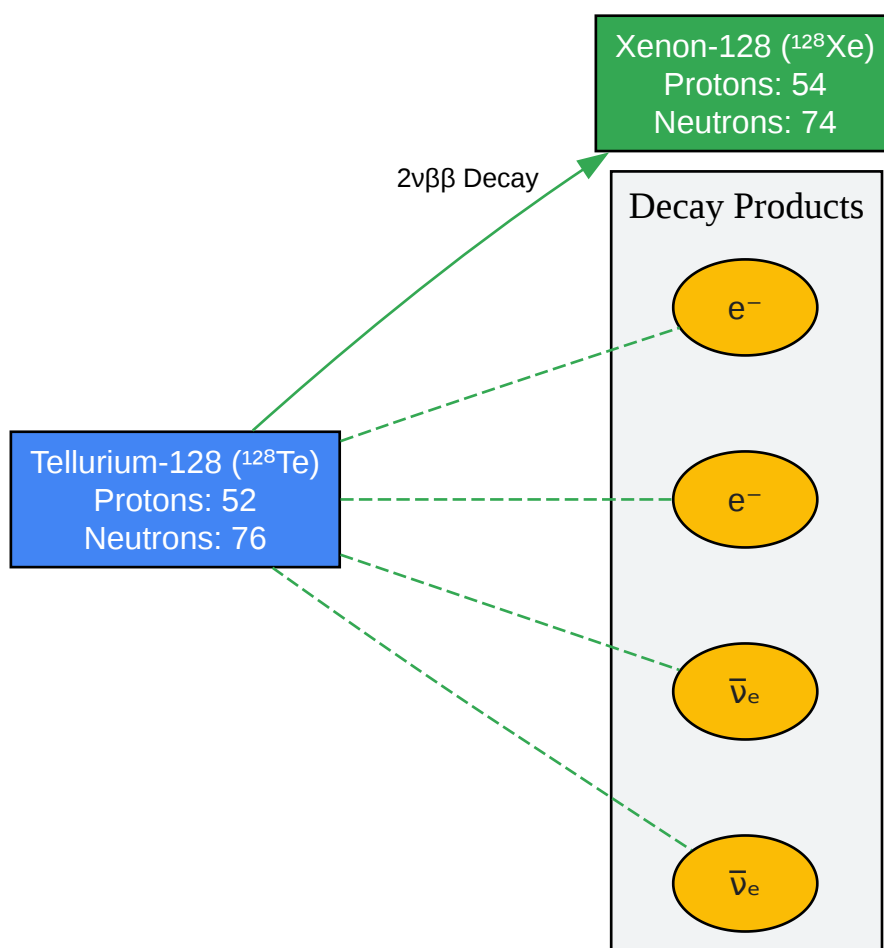 Xenon-128 (¹²⁸Xe)
Protons: 54
Neutrons: 74
2νββ Decay
Decay Products
e⁻
e⁻
Tellurium-128 (¹²⁸Te)
Protons: 52
Neutrons: 76
ν̅ₑ
ν̅ₑ